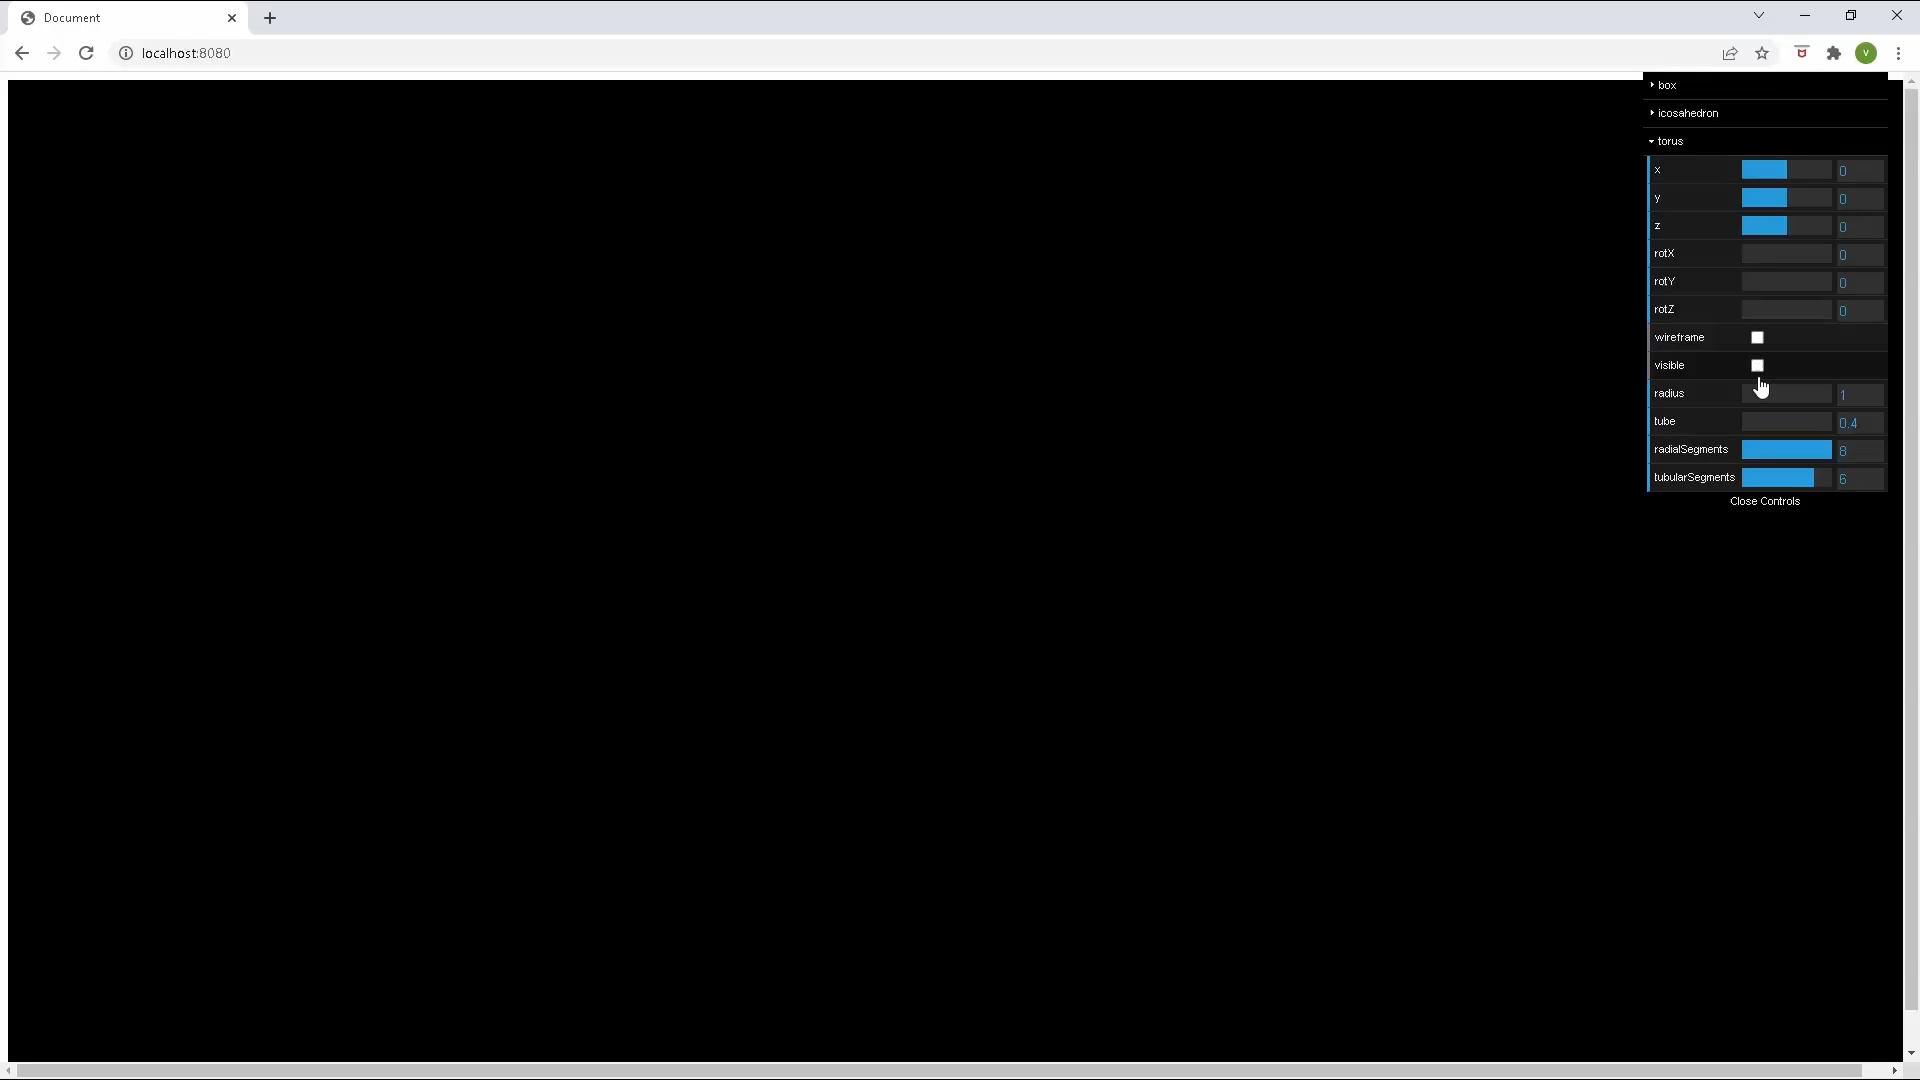 Document
localhost:8080
V
box
icosahedron
torus
x 0
y 0
z 0
rotX 0
rotY 0
rotZ 0
wireframe
visible
radius 1
tube 0.4
radialSegments 8
tubularSegments 6
Close Controls